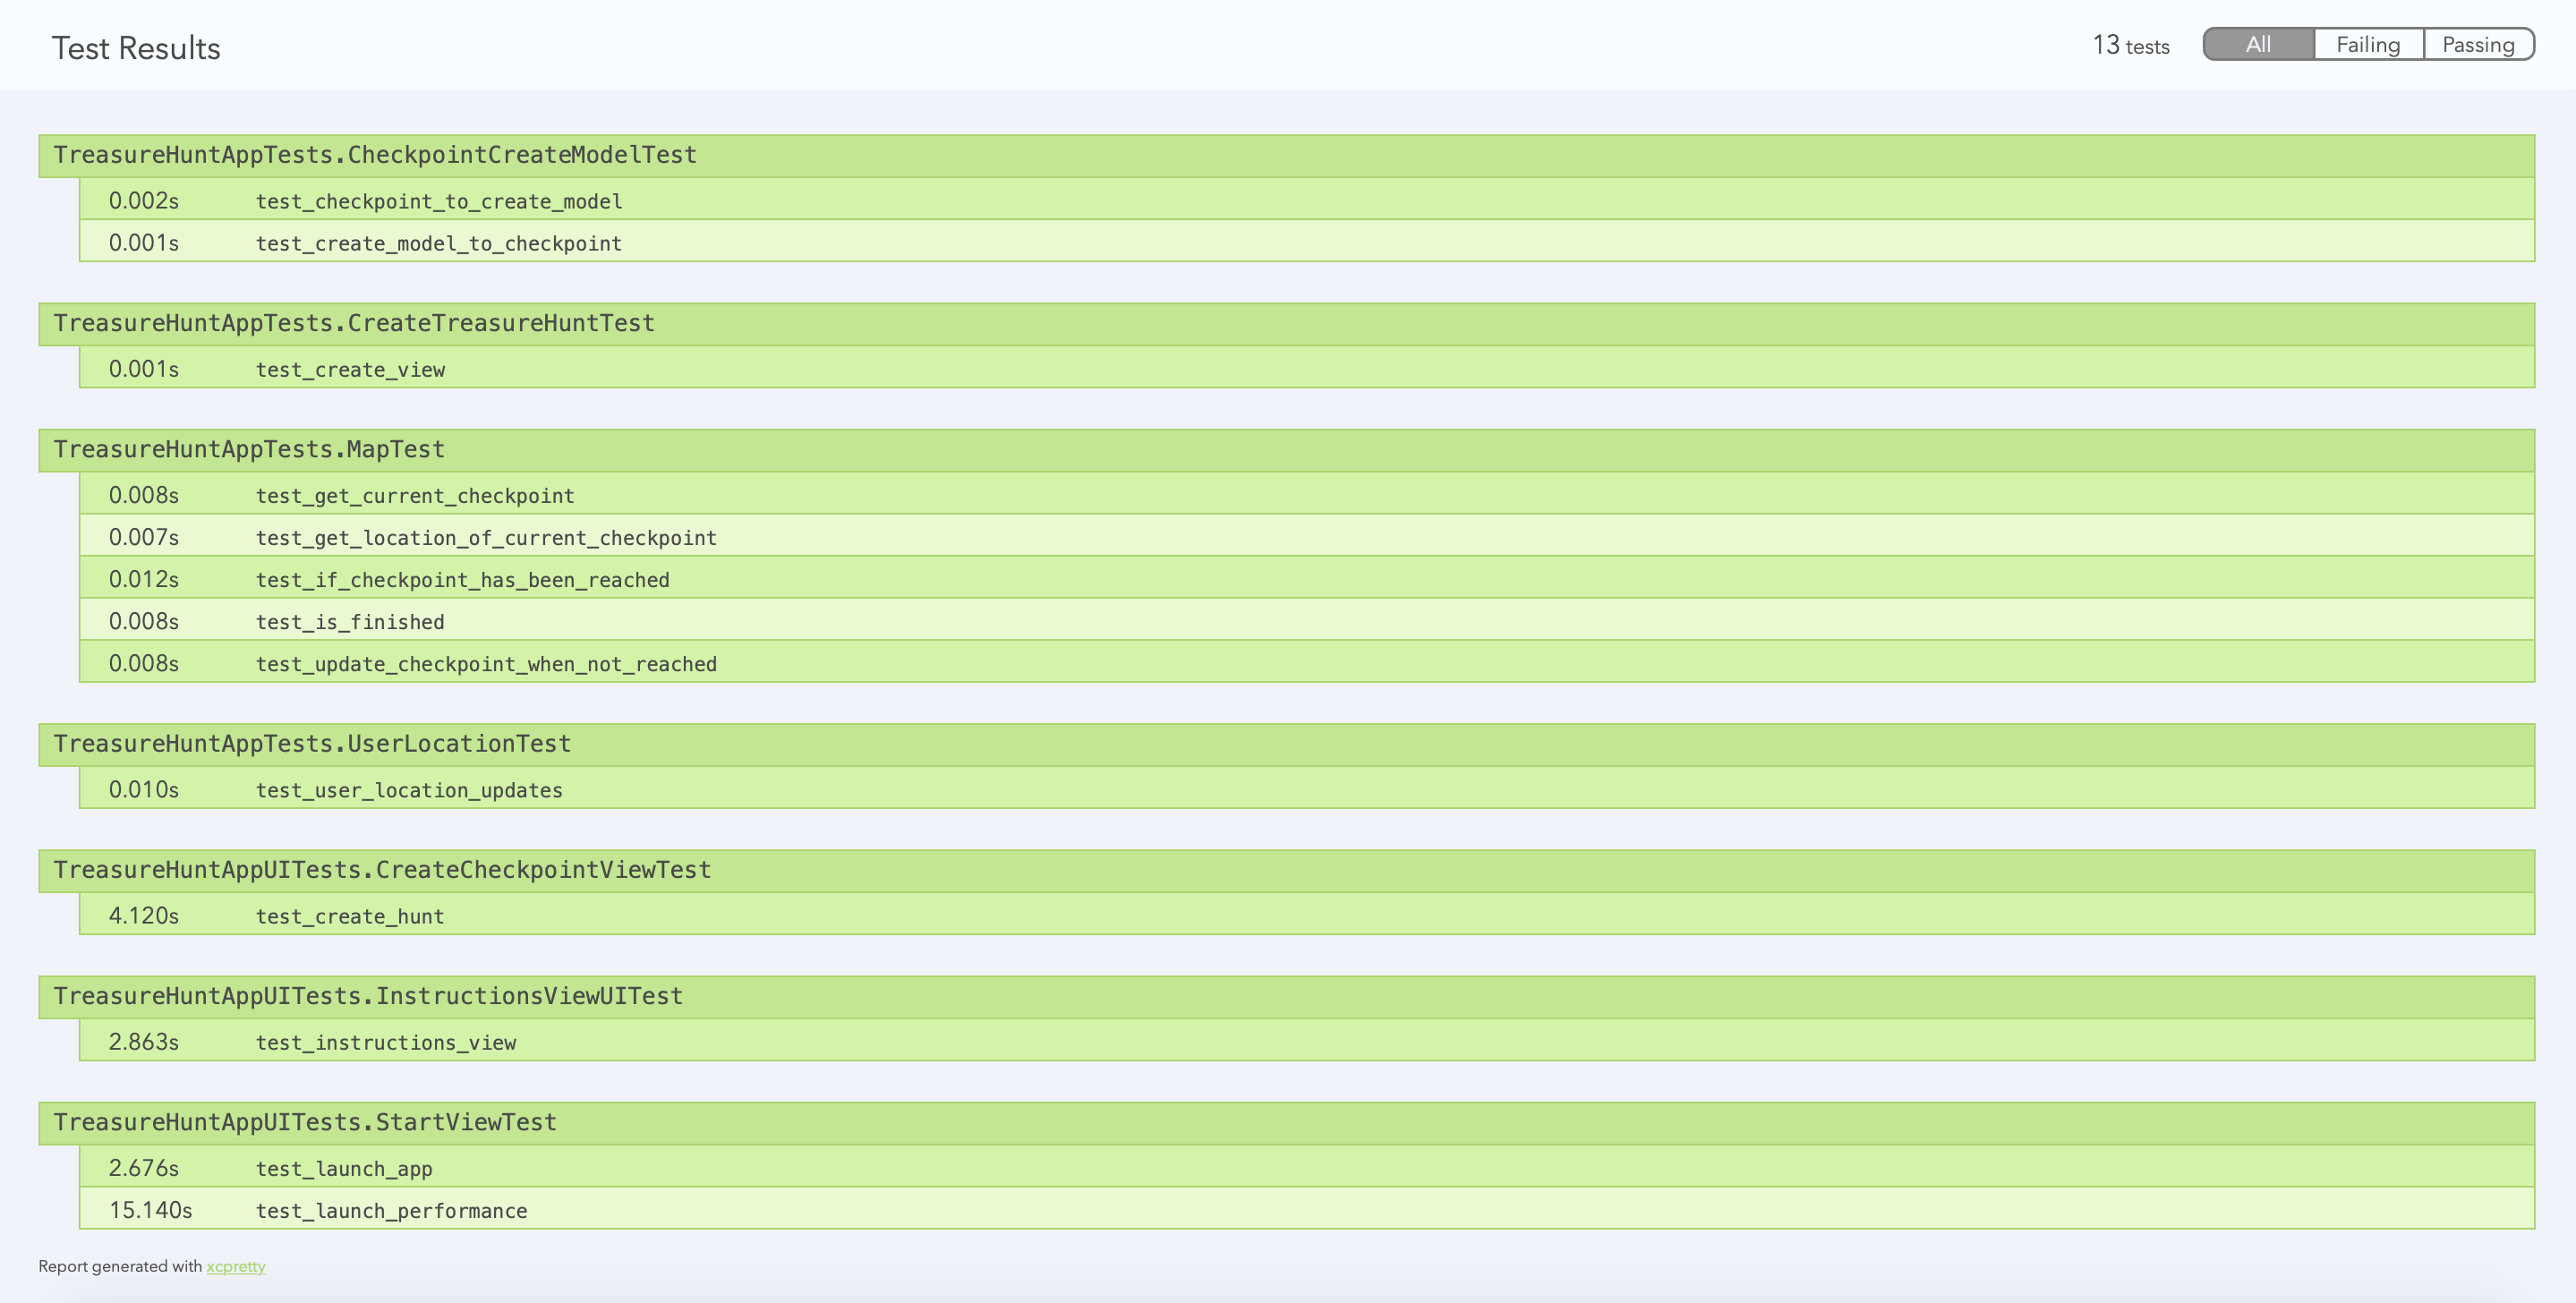 Test Results
13 tests All Failing Passing
TreasureHuntAppTests.CheckpointCreateModelTest
0.002s test_checkpoint_to_create_model
0.001s test_create_model_to_checkpoint
TreasureHuntAppTests.CreateTreasureHuntTest
0.001s test_create_view
TreasureHuntAppTests.MapTest
0.008s test_get_current_checkpoint
0.007s test_get_location_of_current_checkpoint
0.012s test_if_checkpoint_has_been_reached
0.008s test_is_finished
0.008s test_update_checkpoint_when_not_reached
TreasureHuntAppTests.UserLocationTest
0.010s test_user_location_updates
TreasureHuntAppUITests.CreateCheckpointViewTest
4.120s test_create_hunt
TreasureHuntAppUITests.InstructionsViewUITest
2.863s test_instructions_view
TreasureHuntAppUITests.StartViewTest
2.676s test_launch_app
15.140s test_launch_performance
Report generated with xcpretty